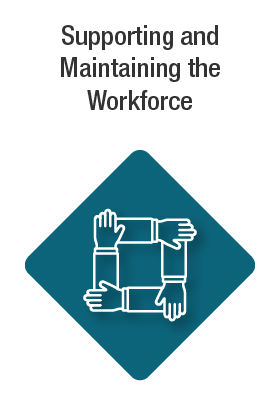 Supporting and
Maintaining the
Workforce